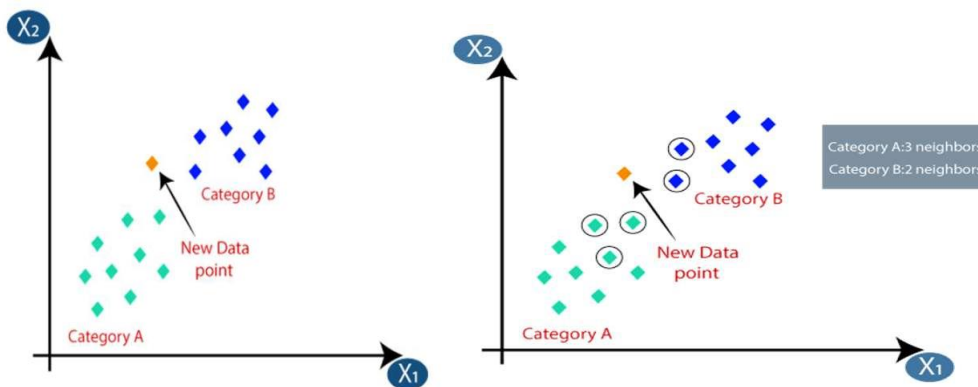 X2
Category B
New Data
point
Category A
X1
X2
Category A:3 neighbors
Category B:2 neighbors
Category B
New Data
point
Category A
X1